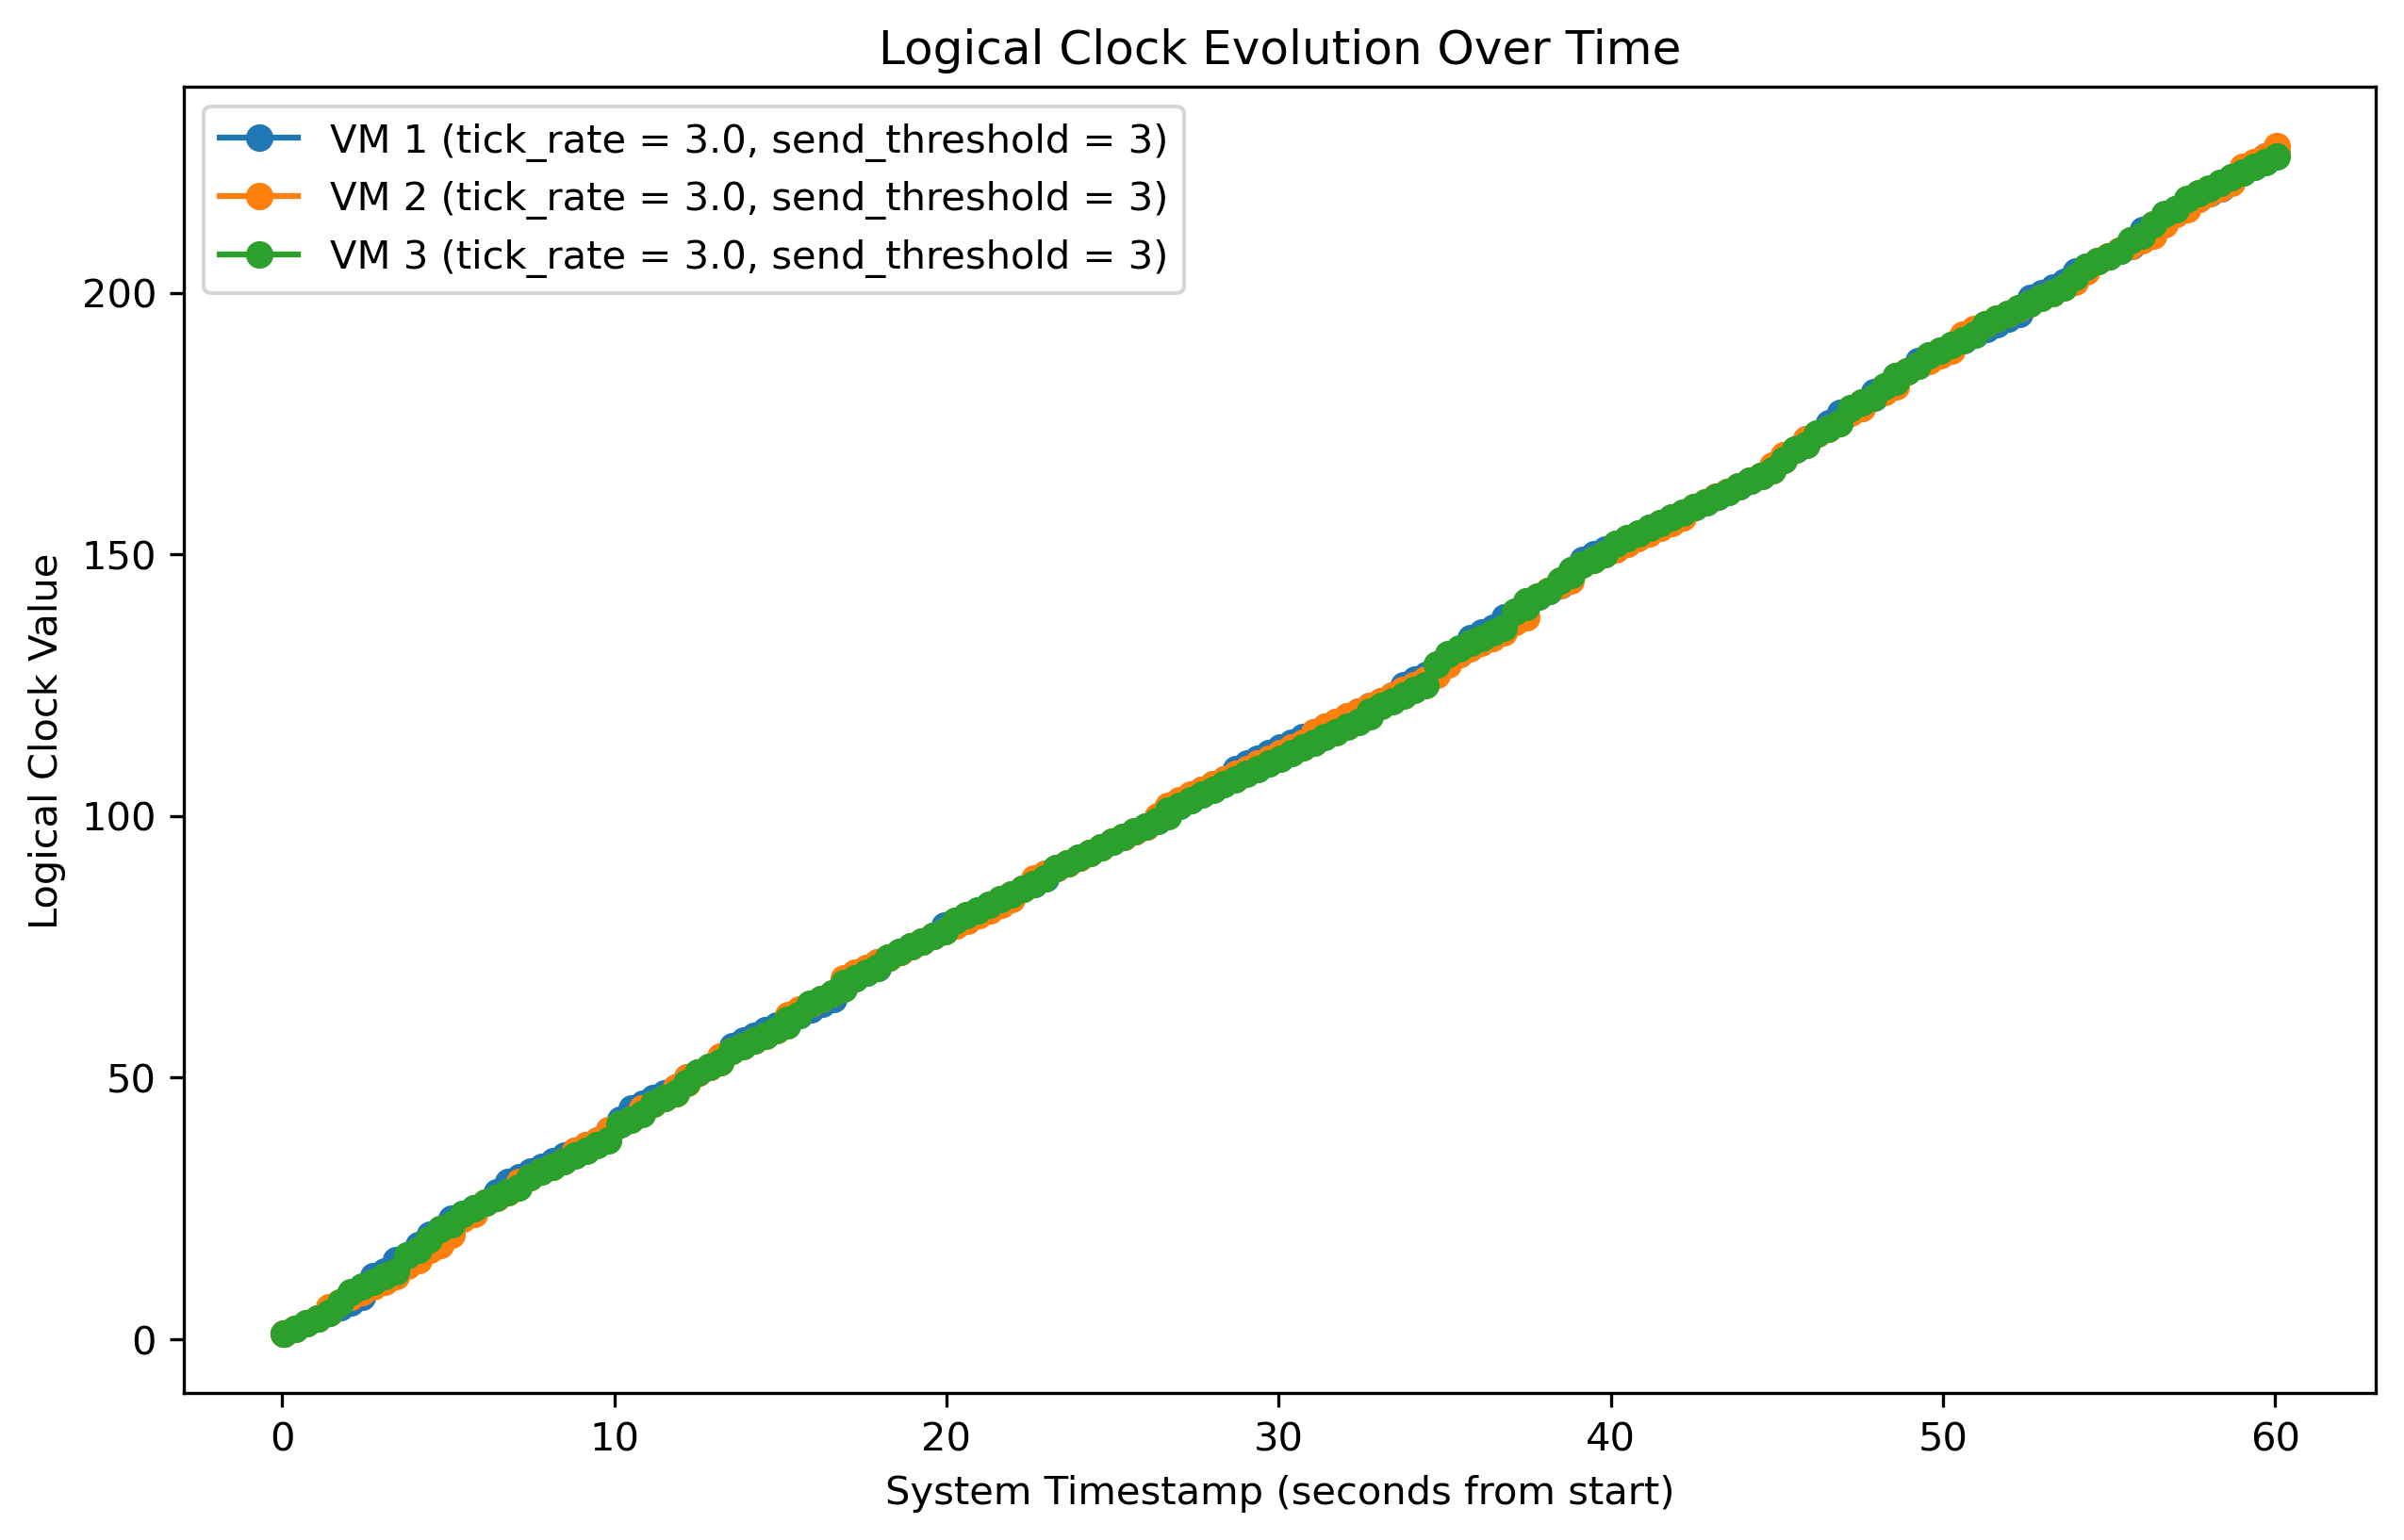 Logical Clock Evolution Over Time
VM 1 (tick_rate = 3.0, send_threshold = 3)
VM 2 (tick_rate = 3.0, send_threshold = 3)
VM 3 (tick_rate = 3.0, send_threshold = 3)
Logical Clock Value
200
150
100
50
0
0 10 20 30 40 50 60
System Timestamp (seconds from start)